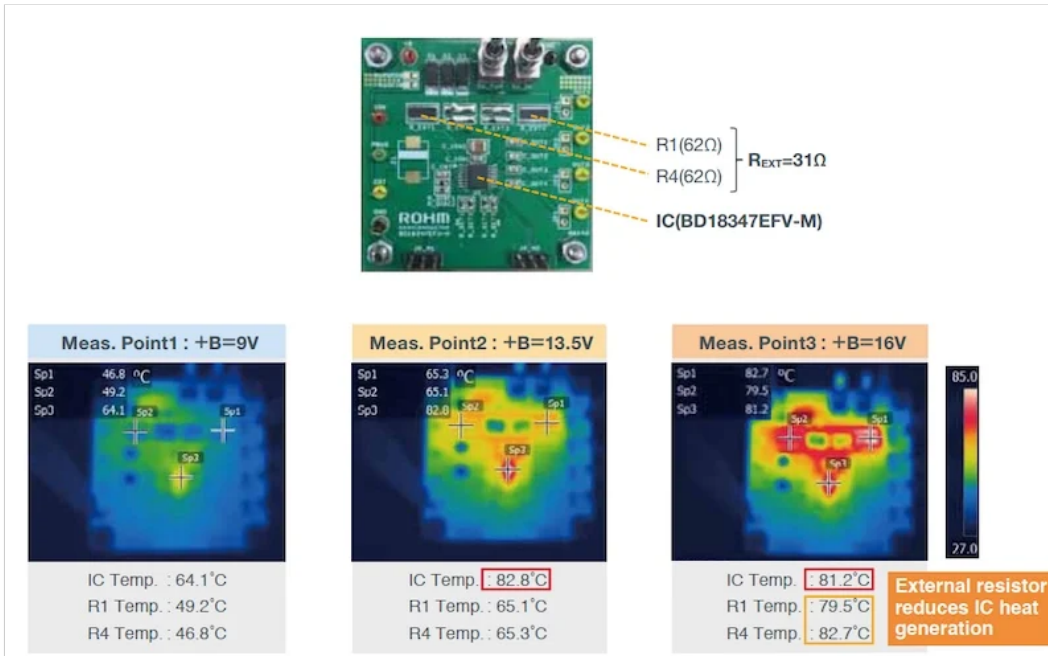 R1(62Ω)
R4(62Ω)
REXT=31Ω
IC(BD18347EFV-M)
ROHM
SEMICONDUCTOR
Meas. Point1 : +B=9V
Sp1 46.8 °C
Sp2 49.2
Sp3 64.1
Sp2
Sp1
Sp3
IC Temp. : 64.1°C
R1 Temp. : 49.2°C
R4 Temp. : 46.8°C
Meas. Point2 : +B=13.5V
Sp1 65.3 °C
Sp2 65.1
Sp3 82.8
Sp2
Sp1
Sp3
IC Temp. : 82.8°C
R1 Temp. : 65.1°C
R4 Temp. : 65.3°C
Meas. Point3 : +B=16V
Sp1 82.7 °C
Sp2 79.5
Sp3 81.2
Sp2
Sp1
Sp3
IC Temp. : 81.2°C
R1 Temp. : 79.5°C
R4 Temp. : 82.7°C
85.0
27.0
External resistor
reduces IC heat
generation